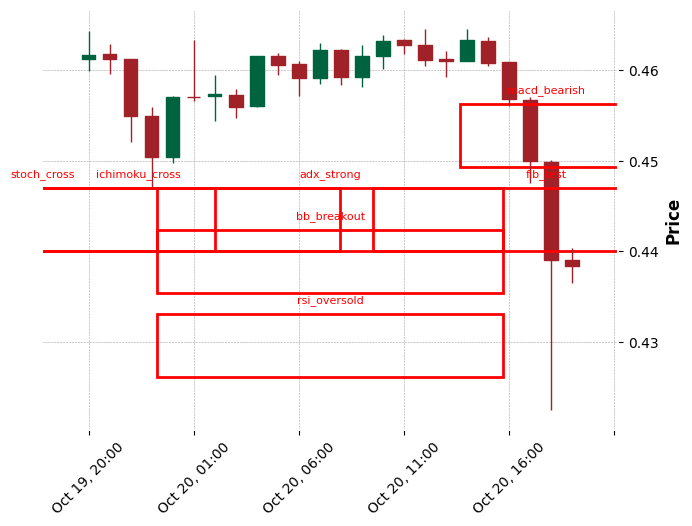 0.46
macd_bearish
0.45
stoch_cross
ichimoku_cross
adx_strong
fib_test
bb_breakout
0.44
rsi_oversold
0.43
Price
Oct 19, 20:00
Oct 20, 01:00
Oct 20, 06:00
Oct 20, 11:00
Oct 20, 16:00